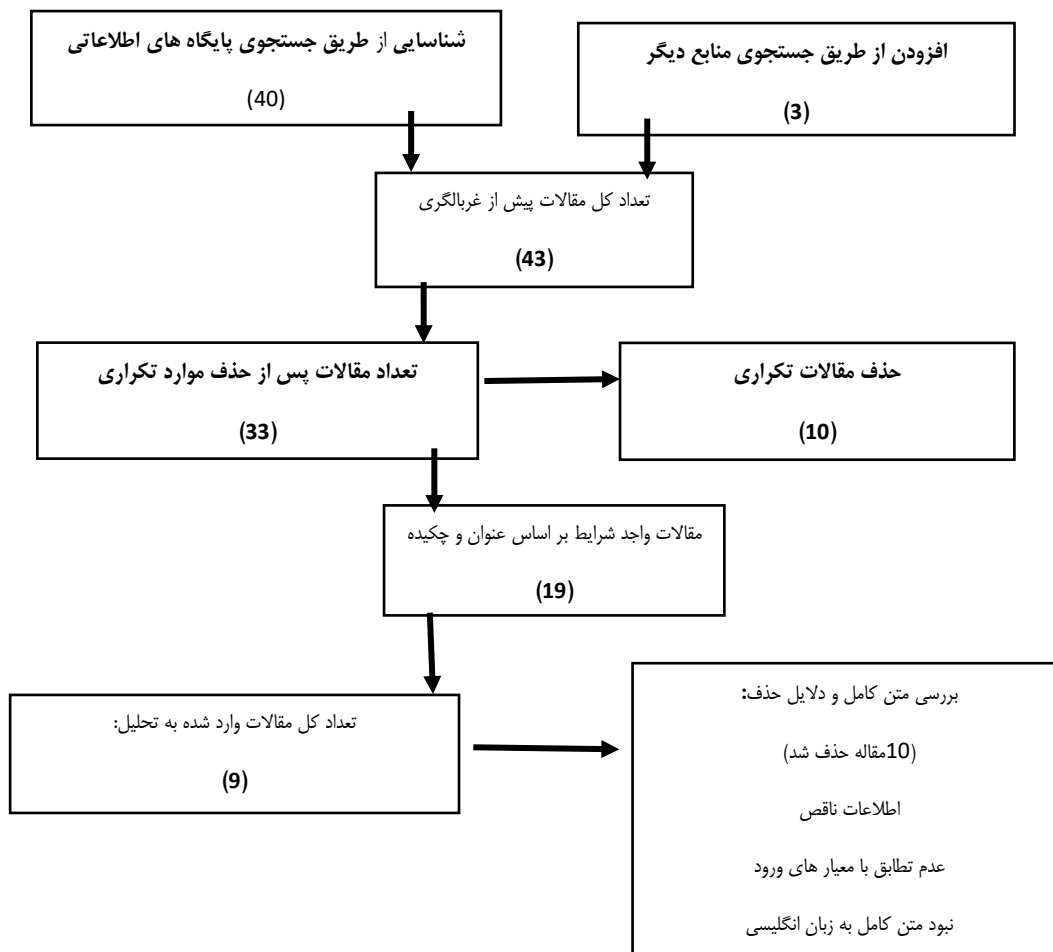 شناسایی از طریق جستجوی پایگاه های اطلاعاتی
(40)
افزودن از طریق جستجوی منابع دیگر
(3)
تعداد کل مقالات پیش از غربالگری
(43)
تعداد مقالات پس از حذف موارد تکراری
(33)
حذف مقالات تکراری
(10)
مقالات واجد شرایط بر اساس عنوان و چکیده
(19)
تعداد کل مقالات وارد شده به تحلیل:
(9)
بررسی متن کامل و دلایل حذف:
(10مقاله حذف شد)
اطلاعات ناقص
عدم تطابق با معیار های ورود
نبود متن کامل به زبان انگلیسی